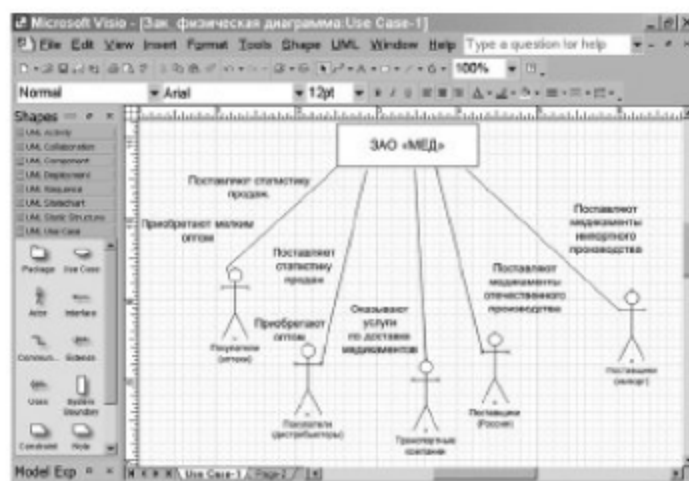 Microsoft Visio - [Зак физическая диаграмма:Use Case-1]
File Edit View Insert Format Tools Shape UML Window Help Type a question for help
100%
Normal Arial 12pt
Shapes
UML Activity
UML Collaboration
UML Component
UML Deployment
UML Sequence
UML Statechart
UML Static Structure
UML Use Case
Package Use Case
Actor Interface
Commun... Extends
Uses System Boundary
Constraint Note
Model Exp
ЗАО «МЕД»
Поставляют статистику
продаж
Приобретают мелким
оптом
Поставляют
статистику
продаж
Приобретают
оптом
Оказывают
услуги
по доставке
медикаментов
Поставляют
медикаменты
отечественного
производства
Поставляют
медикаменты
импортного
производства
Покупатели
(аптеки)
Покупатели
(дистрибьюторы)
Транспортные
компании
Поставщики
(Россия)
Поставщики
(импорт)
Use Case-1 Page-2